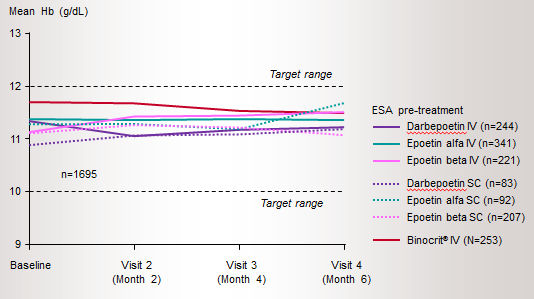 Mean Hb (g/dL)
13
12
11
10
9
Target range
Target range
n=1695
Baseline
Visit 2
(Month 2)
Visit 3
(Month 4)
Visit 4
(Month 6)
ESA pre-treatment
Darbepoetin IV (n=244)
Epoetin alfa IV (n=341)
Epoetin beta IV (n=221)
Darbepoetin SC (n=83)
Epoetin alfa SC (n=92)
Epoetin beta SC (n=207)
Binocrit® IV (N=253)